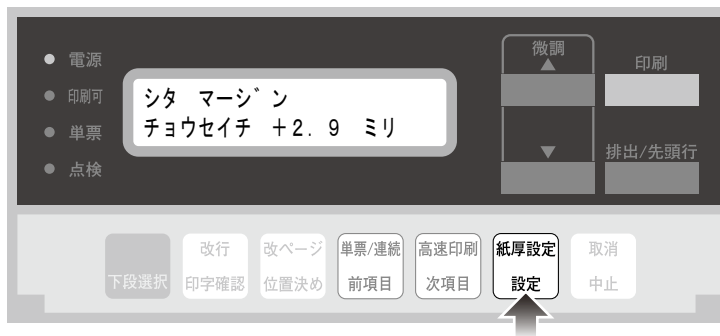 電源
印刷可
単票
点検
シタ マージン
チョウセイチ +2.9 ミリ
微調
▲
▼
印刷
排出/先頭行
下段選択
改行
印字確認
改ページ
位置決め
単票/連続
前項目
高速印刷
次項目
紙厚設定
設定
取消
中止